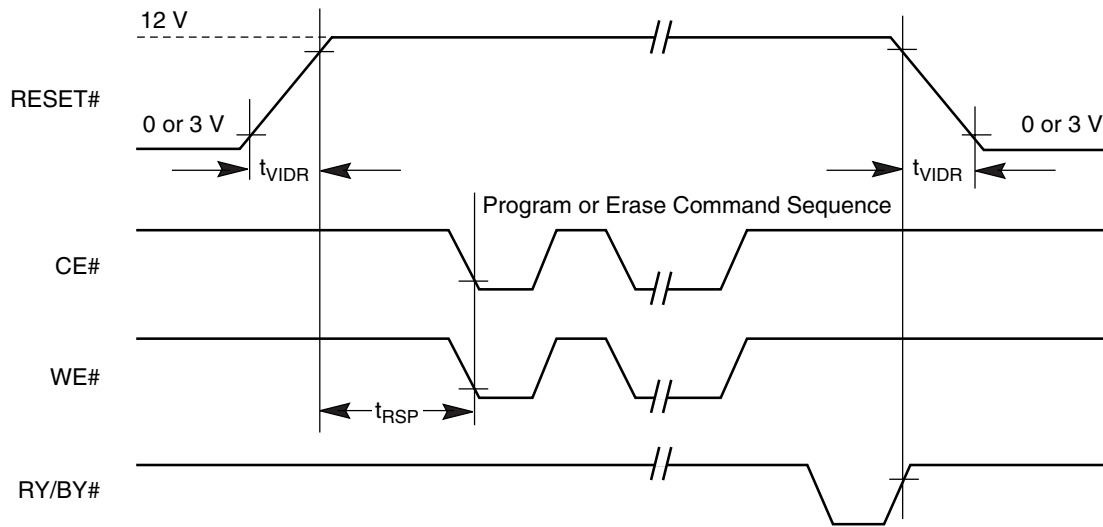 12 V
RESET#
0 or 3 V
0 or 3 V
tVIDR
tVIDR
Program or Erase Command Sequence
CE#
WE#
tRSP
RY/BY#